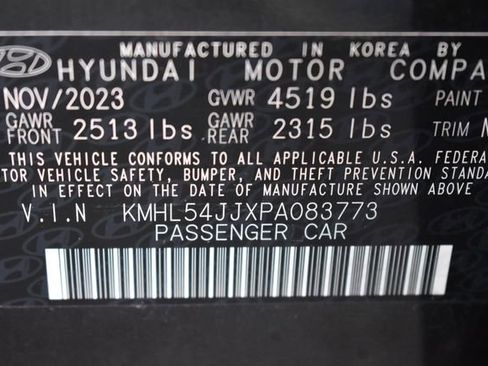 MANUFACTURED IN KOREA BY
HYUNDAI MOTOR COMPA
NOV/2023 GVWR 4519 lbs PAINT
GAWR FRONT 2513 lbs GAWR REAR 2315 lbs TRIM
THIS VEHICLE CONFORMS TO ALL APPLICABLE U.S.A. FEDERA
TOR VEHICLE SAFETY, BUMPER, AND THEFT PREVENTION STANDA
IN EFFECT ON THE DATE OF MANUFACTURE SHOWN ABOVE
V.I.N KMHL54JJXPA083773
PASSENGER CAR